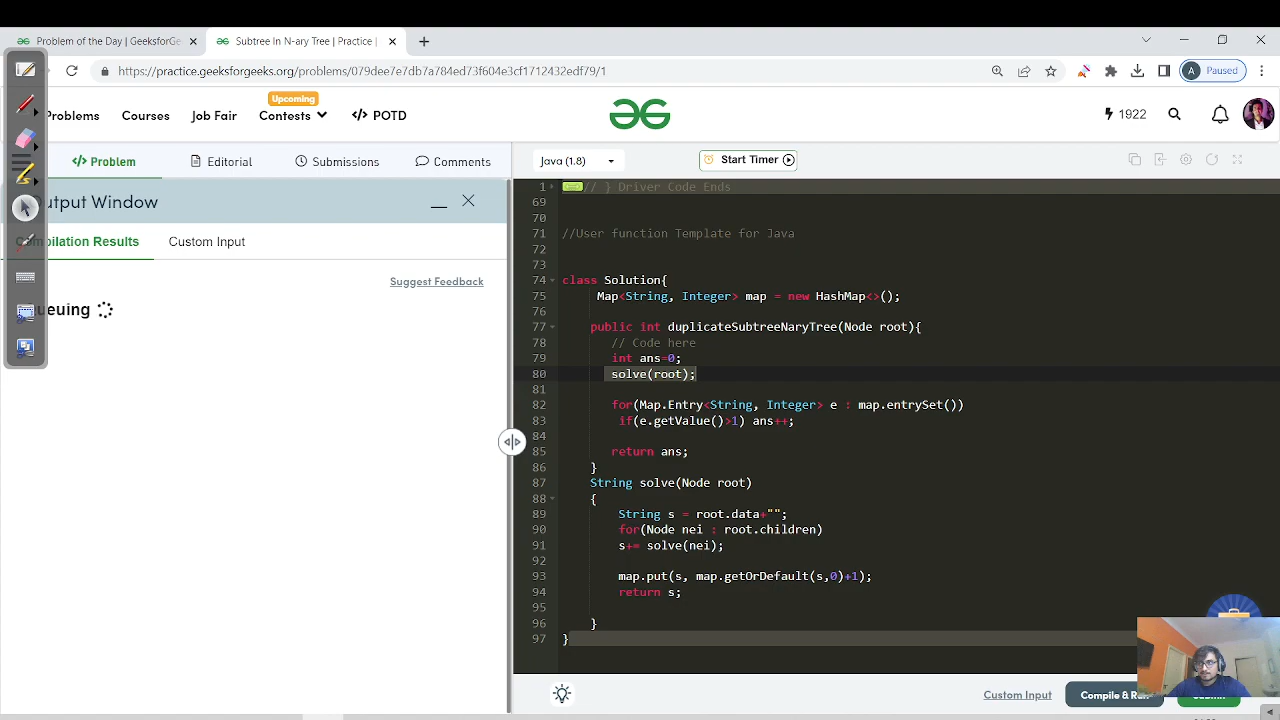 Problem of the Day | GeeksforGe
Subtree In N-ary Tree | Practice |
https://practice.geeksforgeeks.org/problems/079dee7e7db7a784ed73f604edcf1712432edf79/1
A Paused
Problems
Courses
Job Fair
Upcoming
Contests
</> POTD
1922
</> Problem
Editorial
Submissions
Comments
Java (1.8)
Start Timer
utput Window
mpilation Results
Custom Input
Suggest Feedback
ueuing
1 // } Driver Code Ends
69
70
71 //User function Template for Java
72
73
74 class Solution{
75 Map<String, Integer> map = new HashMap<>();
76
77 public int duplicateSubtreeNaryTree(Node root){
78 // Code here
79 int ans=0;
80 solve(root);
81
82 for(Map.Entry<String, Integer> e : map.entrySet())
83 if(e.getValue()>1) ans++;
84
85 return ans;
86 }
87 String solve(Node root)
88 {
89 String s = root.data+"";
90 for(Node nei : root.children)
91 s+= solve(nei);
92
93 map.put(s, map.getOrDefault(s,0)+1);
94 return s;
95
96 }
97 }
Custom Input
Compile & Ru